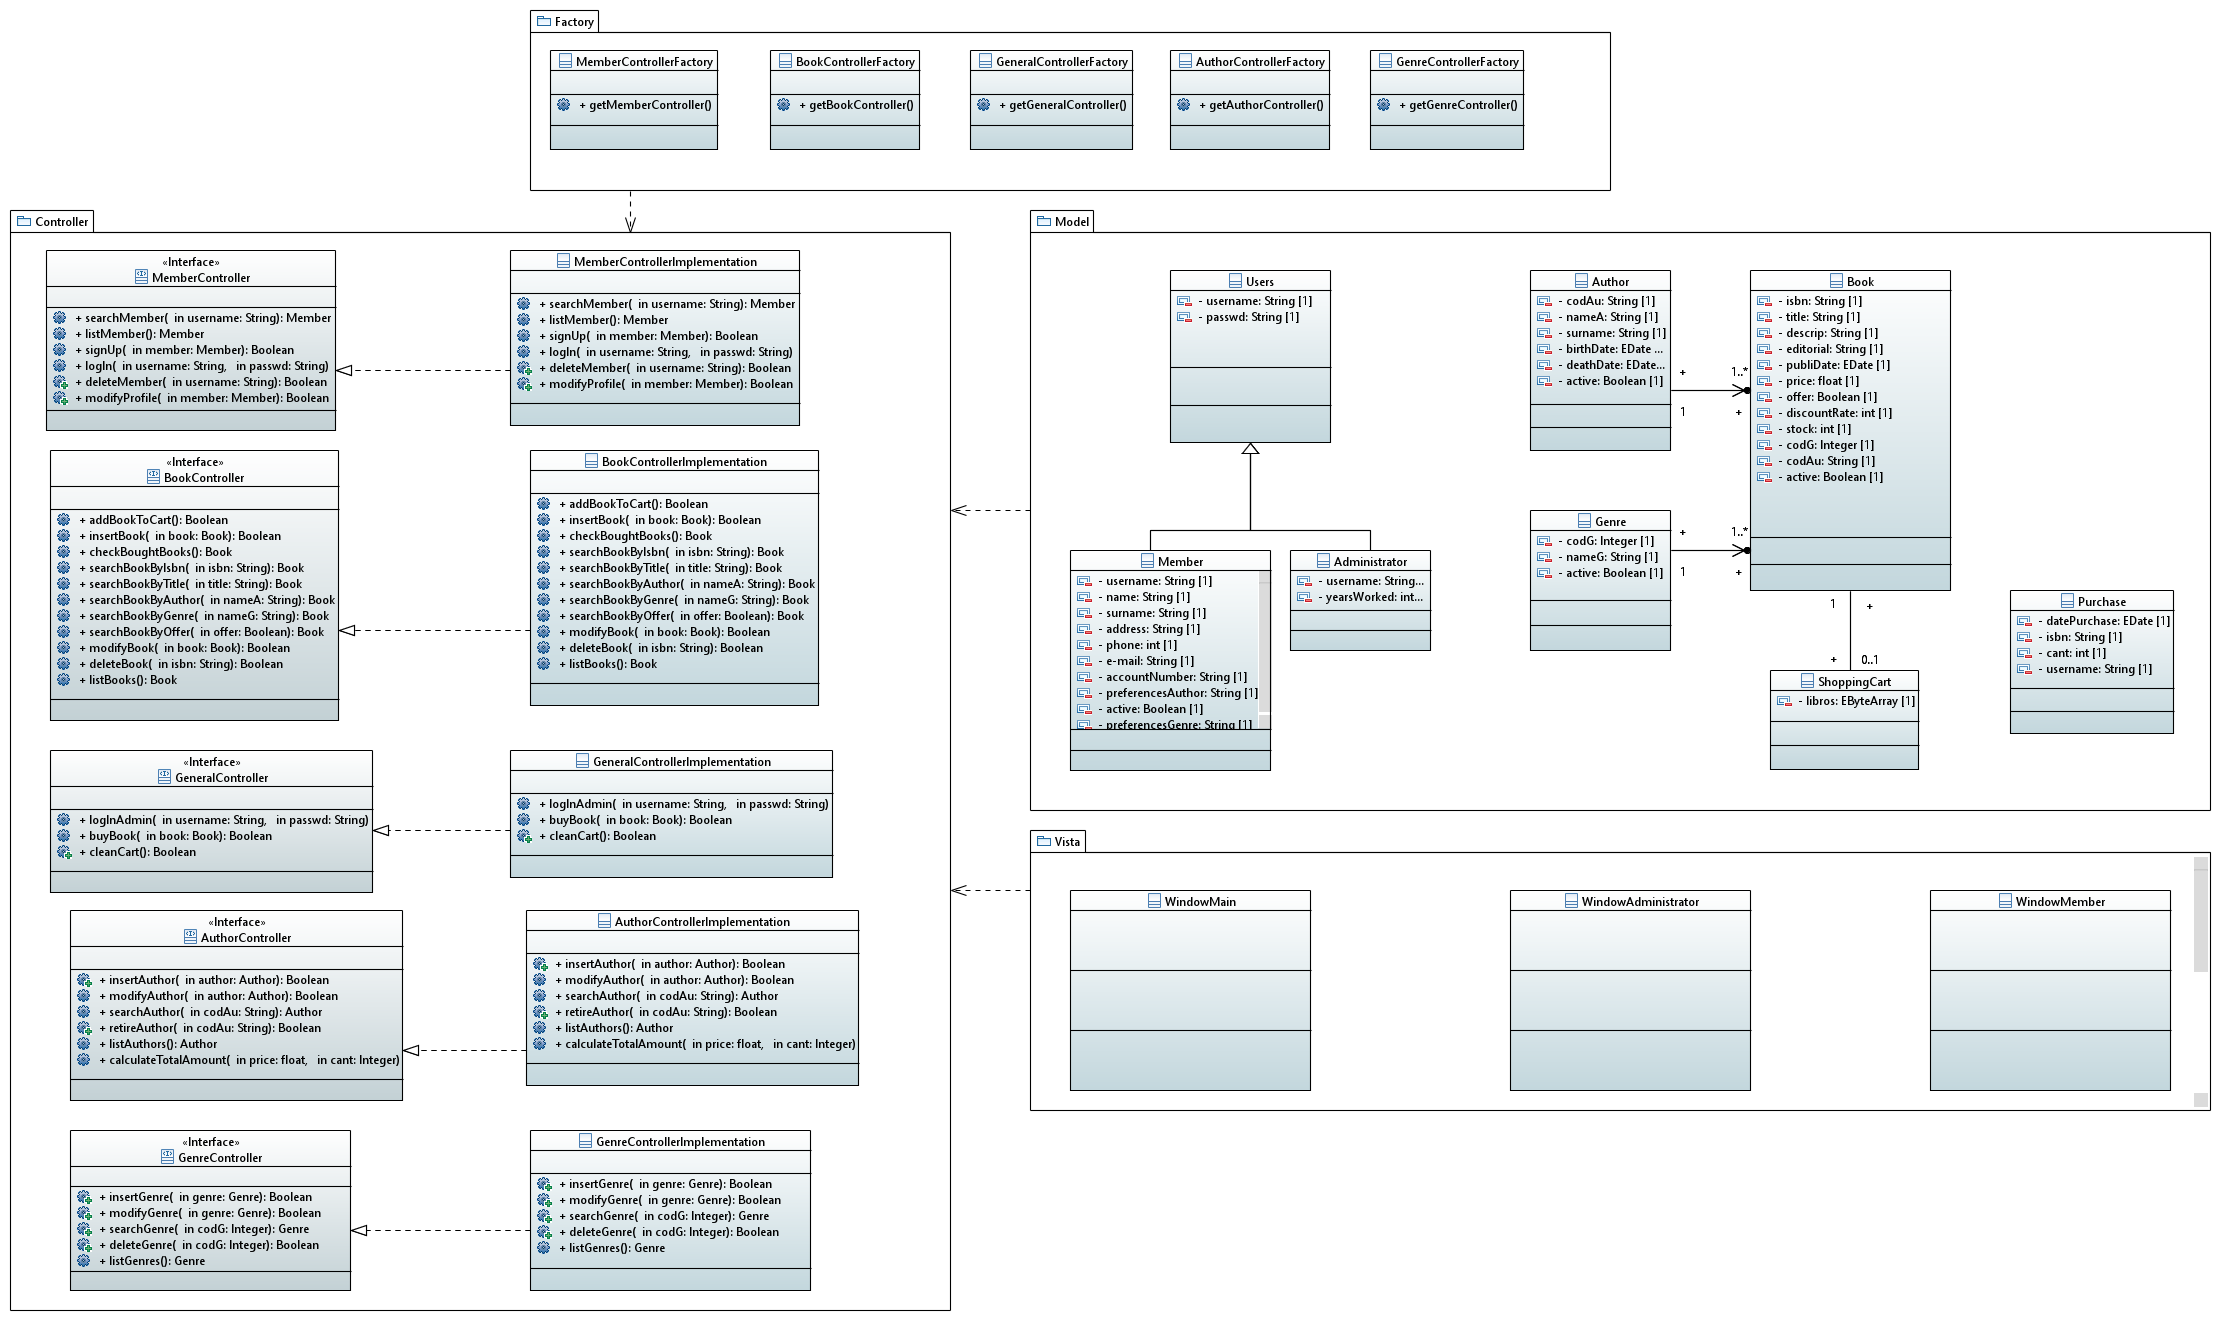 Factory
MemberControllerFactory
+ getMemberController()
BookControllerFactory
+ getBookController()
GeneralControllerFactory
+ getGeneralController()
AuthorControllerFactory
+ getAuthorController()
GenreControllerFactory
+ getGenreController()
Controller
«Interface»
MemberController
+ searchMember( in username: String): Member
+ listMember(): Member
+ signUp( in member: Member): Boolean
+ logIn( in username: String, in passwd: String)
+ deleteMember( in username: String): Boolean
+ modifyProfile( in member: Member): Boolean
MemberControllerImplementation
+ searchMember( in username: String): Member
+ listMember(): Member
+ signUp( in member: Member): Boolean
+ logIn( in username: String, in passwd: String)
+ deleteMember( in username: String): Boolean
+ modifyProfile( in member: Member): Boolean
«Interface»
BookController
+ addBookToCart(): Boolean
+ insertBook( in book: Book): Boolean
+ checkBoughtBooks(): Book
+ searchBookByIsbn( in isbn: String): Book
+ searchBookByTitle( in title: String): Book
+ searchBookByAuthor( in nameA: String): Book
+ searchBookByGenre( in nameG: String): Book
+ searchBookByOffer( in offer: Boolean): Book
+ modifyBook( in book: Book): Boolean
+ deleteBook( in isbn: String): Boolean
+ listBooks(): Book
BookControllerImplementation
+ addBookToCart(): Boolean
+ insertBook( in book: Book): Boolean
+ checkBoughtBooks(): Book
+ searchBookByIsbn( in isbn: String): Book
+ searchBookByTitle( in title: String): Book
+ searchBookByAuthor( in nameA: String): Book
+ searchBookByGenre( in nameG: String): Book
+ searchBookByOffer( in offer: Boolean): Book
+ modifyBook( in book: Book): Boolean
+ deleteBook( in isbn: String): Boolean
+ listBooks(): Book
«Interface»
GeneralController
+ logInAdmin( in username: String, in passwd: String)
+ buyBook( in book: Book): Boolean
+ cleanCart(): Boolean
GeneralControllerImplementation
+ logInAdmin( in username: String, in passwd: String)
+ buyBook( in book: Book): Boolean
+ cleanCart(): Boolean
«Interface»
AuthorController
+ insertAuthor( in author: Author): Boolean
+ modifyAuthor( in author: Author): Boolean
+ searchAuthor( in codAu: String): Author
+ retireAuthor( in codAu: String): Boolean
+ listAuthors(): Author
+ calculateTotalAmount( in price: float, in cant: Integer)
AuthorControllerImplementation
+ insertAuthor( in author: Author): Boolean
+ modifyAuthor( in author: Author): Boolean
+ searchAuthor( in codAu: String): Author
+ retireAuthor( in codAu: String): Boolean
+ listAuthors(): Author
+ calculateTotalAmount( in price: float, in cant: Integer)
«Interface»
GenreController
+ insertGenre( in genre: Genre): Boolean
+ modifyGenre( in genre: Genre): Boolean
+ searchGenre( in codG: Integer): Genre
+ deleteGenre( in codG: Integer): Boolean
+ listGenres(): Genre
GenreControllerImplementation
+ insertGenre( in genre: Genre): Boolean
+ modifyGenre( in genre: Genre): Boolean
+ searchGenre( in codG: Integer): Genre
+ deleteGenre( in codG: Integer): Boolean
+ listGenres(): Genre
Model
Users
- username: String [1]
- passwd: String [1]
Member
- username: String [1]
- name: String [1]
- surname: String [1]
- address: String [1]
- phone: int [1]
- e-mail: String [1]
- accountNumber: String [1]
- preferencesAuthor: String [1]
- active: Boolean [1]
- preferencesGenre: String [1]
Administrator
- username: String...
- yearsWorked: int...
Author
- codAu: String [1]
- nameA: String [1]
- surname: String [1]
- birthDate: EDate ...
- deathDate: EDate...
- active: Boolean [1]
+ 1..*
1 +
Genre
- codG: Integer [1]
- nameG: String [1]
- active: Boolean [1]
+ 1..*
1 +
Book
- isbn: String [1]
- title: String [1]
- descrip: String [1]
- editorial: String [1]
- publiDate: EDate [1]
- price: float [1]
- offer: Boolean [1]
- discountRate: int [1]
- stock: int [1]
- codG: Integer [1]
- codAu: String [1]
- active: Boolean [1]
1 +
+ 0..1
ShoppingCart
- libros: EByteArray [1]
Purchase
- datePurchase: EDate [1]
- isbn: String [1]
- cant: int [1]
- username: String [1]
Vista
WindowMain
WindowAdministrator
WindowMember